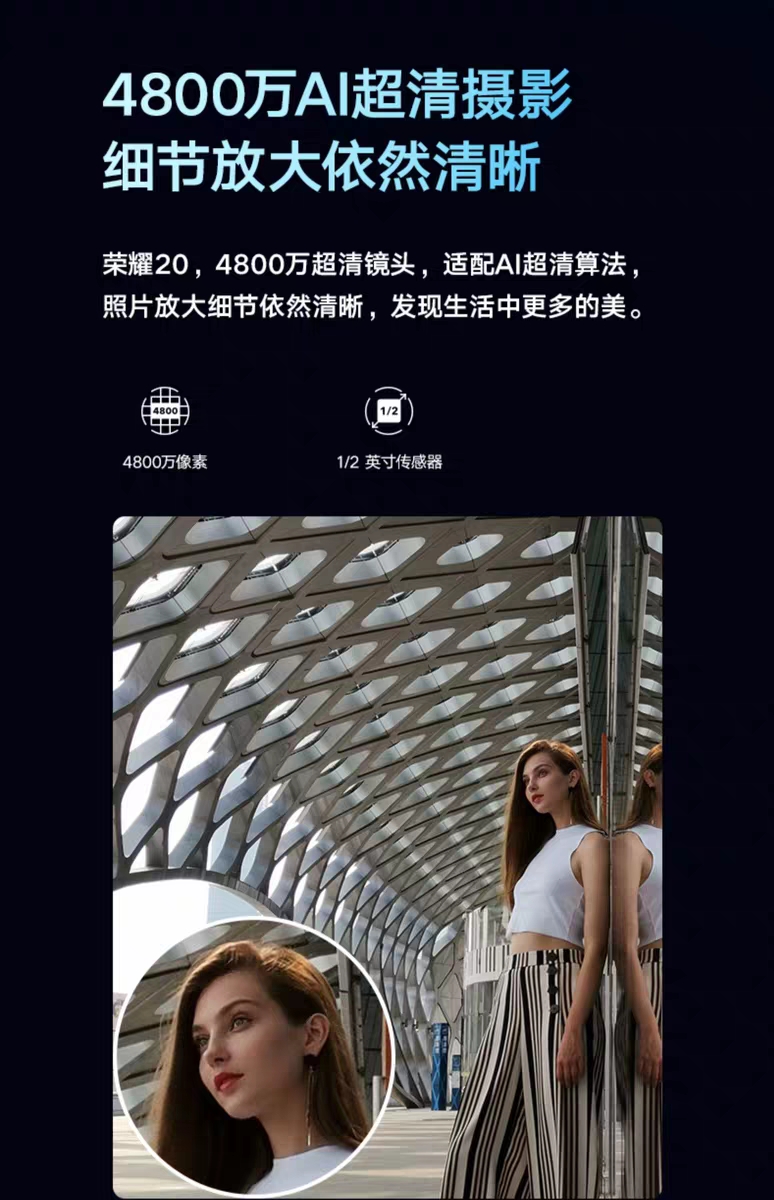 4800万AI超清摄影
细节放大依然清晰
荣耀20，4800万超清镜头，适配AI超清算法，
照片放大细节依然清晰，发现生活中更多的美。
4800
1/2
4800万像素
1/2 英寸传感器